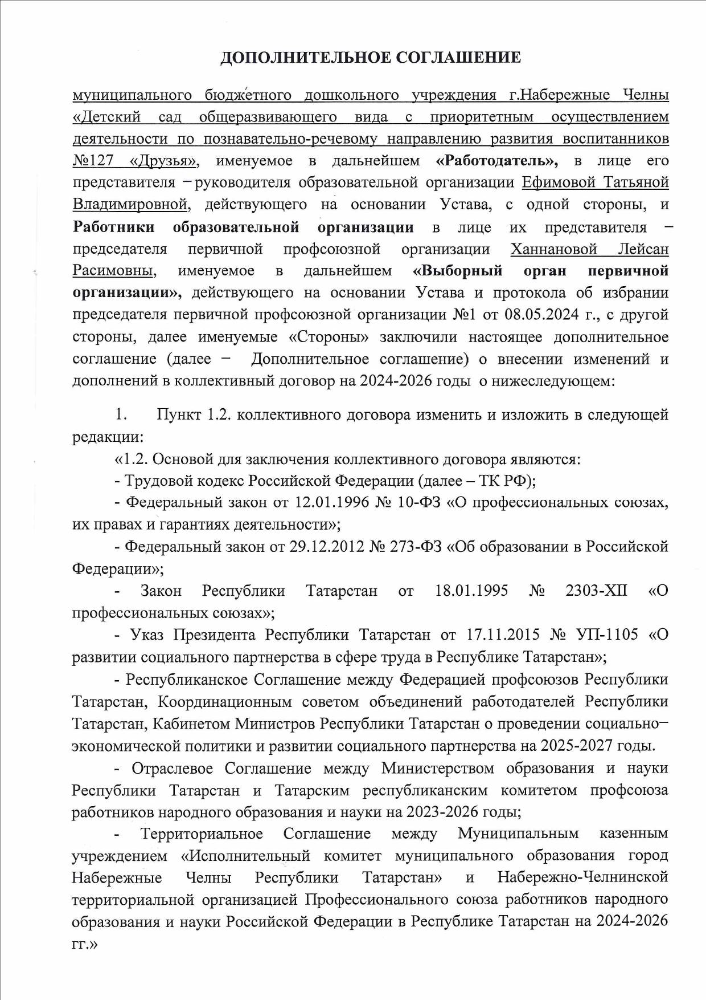 ДОПОЛНИТЕЛЬНОЕ СОГЛАШЕНИЕ
муниципального бюджетного дошкольного учреждения г.Набережные Челны
«Детский сад общеразвивающего вида с приоритетным осуществлением
деятельности по познавательно-речевому направлению развития воспитанников
№127 «Друзья», именуемое в дальнейшем «Работодатель», в лице его
представителя −руководителя образовательной организации Ефимовой Татьяной
Владимировной, действующего на основании Устава, с одной стороны, и
Работники образовательной организации в лице их представителя −
председателя первичной профсоюзной организации Ханнановой Лейсан
Расимовны, именуемое в дальнейшем «Выборный орган первичной
организации», действующего на основании Устава и протокола об избрании
председателя первичной профсоюзной организации №1 от 08.05.2024 г., с другой
стороны, далее именуемые «Стороны» заключили настоящее дополнительное
соглашение (далее − Дополнительное соглашение) о внесении изменений и
дополнений в коллективный договор на 2024-2026 годы о нижеследующем:
1. Пункт 1.2. коллективного договора изменить и изложить в следующей
редакции:
«1.2. Основой для заключения коллективного договора являются:
- Трудовой кодекс Российской Федерации (далее – ТК РФ);
- Федеральный закон от 12.01.1996 № 10-ФЗ «О профессиональных союзах,
их правах и гарантиях деятельности»;
- Федеральный закон от 29.12.2012 № 273-ФЗ «Об образовании в Российской
Федерации»;
- Закон Республики Татарстан от 18.01.1995 № 2303-XII «О
профессиональных союзах»;
- Указ Президента Республики Татарстан от 17.11.2015 № УП-1105 «О
развитии социального партнерства в сфере труда в Республике Татарстан»;
- Республиканское Соглашение между Федерацией профсоюзов Республики
Татарстан, Координационным советом объединений работодателей Республики
Татарстан, Кабинетом Министров Республики Татарстан о проведении социально−
экономической политики и развитии социального партнерства на 2025-2027 годы.
- Отраслевое Соглашение между Министерством образования и науки
Республики Татарстан и Татарским республиканским комитетом профсоюза
работников народного образования и науки на 2023-2026 годы;
- Территориальное Соглашение между Муниципальным казенным
учреждением «Исполнительный комитет муниципального образования город
Набережные Челны Республики Татарстан» и Набережно-Челнинской
территориальной организацией Профессионального союза работников народного
образования и науки Российской Федерации в Республике Татарстан на 2024-2026
гг.»